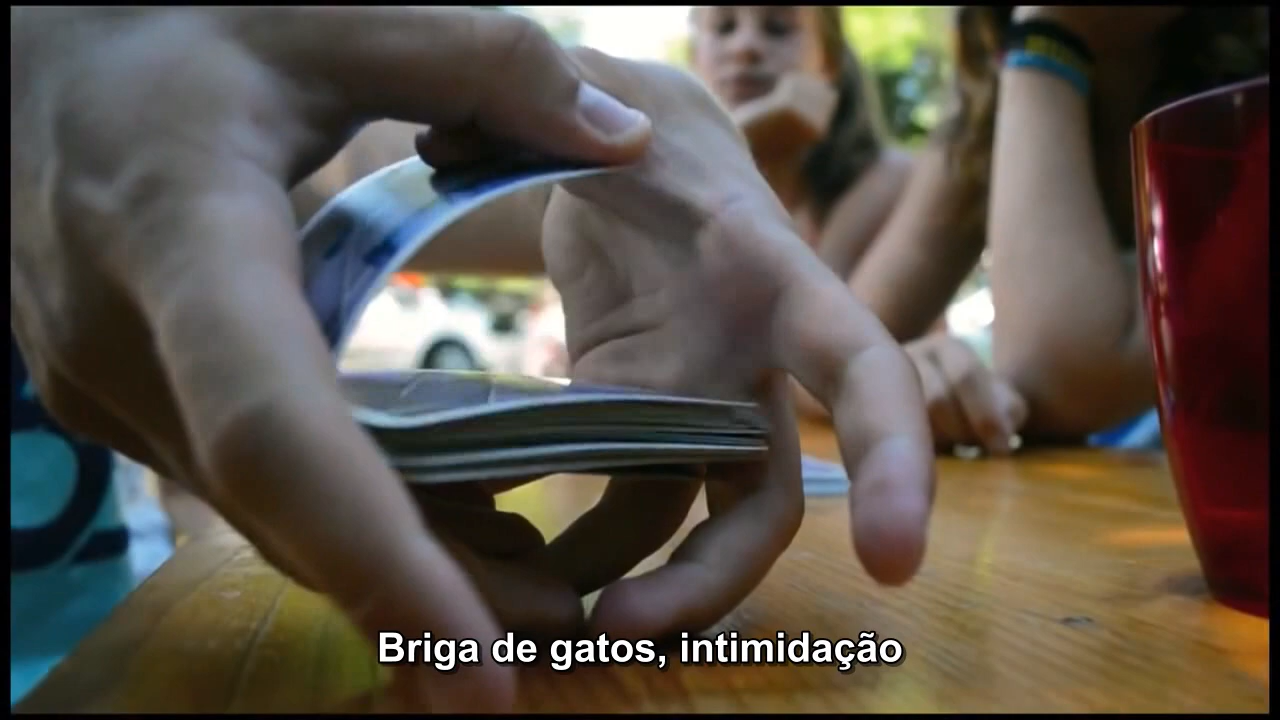 Briga de gatos, intimidação